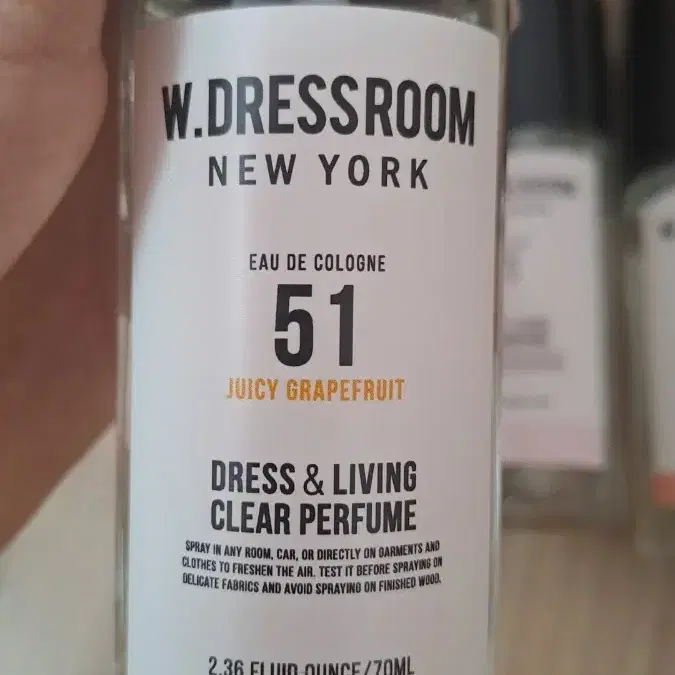 W.DRESSROOM
NEW YORK
EAU DE COLOGNE
51
JUICY GRAPEFRUIT
DRESS & LIVING
CLEAR PERFUME
SPRAY IN ANY ROOM, CAR, OR DIRECTLY ON GARMENTS AND
CLOTHES TO FRESHEN THE AIR. TEST IT BEFORE SPRAYING ON
DELICATE FABRICS AND AVOID SPRAYING ON FINISHED WOOD.
2.36 FLUID OUNCE/70ML